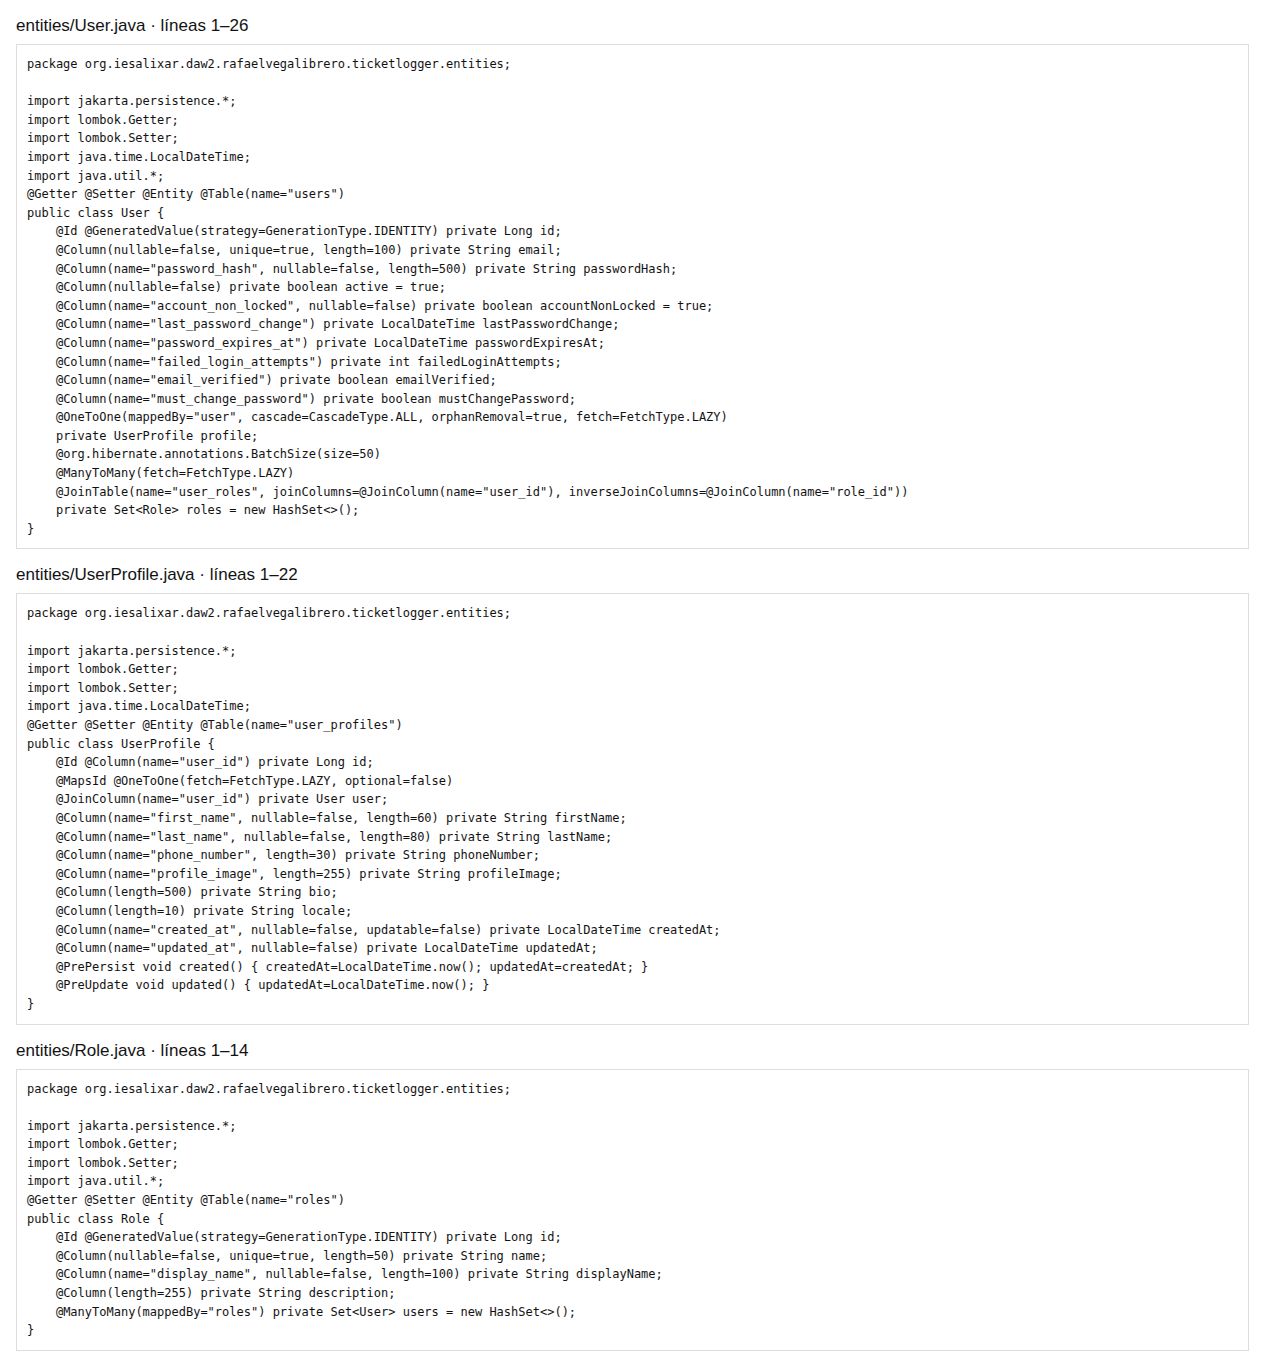 entities/User.java · líneas 1–26
package org.iesalixar.daw2.rafaelvegalibrero.ticketlogger.entities;
import jakarta.persistence.*;
import lombok.Getter;
import lombok.Setter;
import java.time.LocalDateTime;
import java.util.*;
@Getter @Setter @Entity @Table(name="users")
public class User {
    @Id @GeneratedValue(strategy=GenerationType.IDENTITY) private Long id;
    @Column(nullable=false, unique=true, length=100) private String email;
    @Column(name="password_hash", nullable=false, length=500) private String passwordHash;
    @Column(nullable=false) private boolean active = true;
    @Column(name="account_non_locked", nullable=false) private boolean accountNonLocked = true;
    @Column(name="last_password_change") private LocalDateTime lastPasswordChange;
    @Column(name="password_expires_at") private LocalDateTime passwordExpiresAt;
    @Column(name="failed_login_attempts") private int failedLoginAttempts;
    @Column(name="email_verified") private boolean emailVerified;
    @Column(name="must_change_password") private boolean mustChangePassword;
    @OneToOne(mappedBy="user", cascade=CascadeType.ALL, orphanRemoval=true, fetch=FetchType.LAZY)
    private UserProfile profile;
    @org.hibernate.annotations.BatchSize(size=50)
    @ManyToMany(fetch=FetchType.LAZY)
    @JoinTable(name="user_roles", joinColumns=@JoinColumn(name="user_id"), inverseJoinColumns=@JoinColumn(name="role_id"))
    private Set<Role> roles = new HashSet<>();
}
entities/UserProfile.java · líneas 1–22
package org.iesalixar.daw2.rafaelvegalibrero.ticketlogger.entities;
import jakarta.persistence.*;
import lombok.Getter;
import lombok.Setter;
import java.time.LocalDateTime;
@Getter @Setter @Entity @Table(name="user_profiles")
public class UserProfile {
    @Id @Column(name="user_id") private Long id;
    @MapsId @OneToOne(fetch=FetchType.LAZY, optional=false)
    @JoinColumn(name="user_id") private User user;
    @Column(name="first_name", nullable=false, length=60) private String firstName;
    @Column(name="last_name", nullable=false, length=80) private String lastName;
    @Column(name="phone_number", length=30) private String phoneNumber;
    @Column(name="profile_image", length=255) private String profileImage;
    @Column(length=500) private String bio;
    @Column(length=10) private String locale;
    @Column(name="created_at", nullable=false, updatable=false) private LocalDateTime createdAt;
    @Column(name="updated_at", nullable=false) private LocalDateTime updatedAt;
    @PrePersist void created() { createdAt=LocalDateTime.now(); updatedAt=createdAt; }
    @PreUpdate void updated() { updatedAt=LocalDateTime.now(); }
}
entities/Role.java · líneas 1–14
package org.iesalixar.daw2.rafaelvegalibrero.ticketlogger.entities;
import jakarta.persistence.*;
import lombok.Getter;
import lombok.Setter;
import java.util.*;
@Getter @Setter @Entity @Table(name="roles")
public class Role {
    @Id @GeneratedValue(strategy=GenerationType.IDENTITY) private Long id;
    @Column(nullable=false, unique=true, length=50) private String name;
    @Column(name="display_name", nullable=false, length=100) private String displayName;
    @Column(length=255) private String description;
    @ManyToMany(mappedBy="roles") private Set<User> users = new HashSet<>();
}